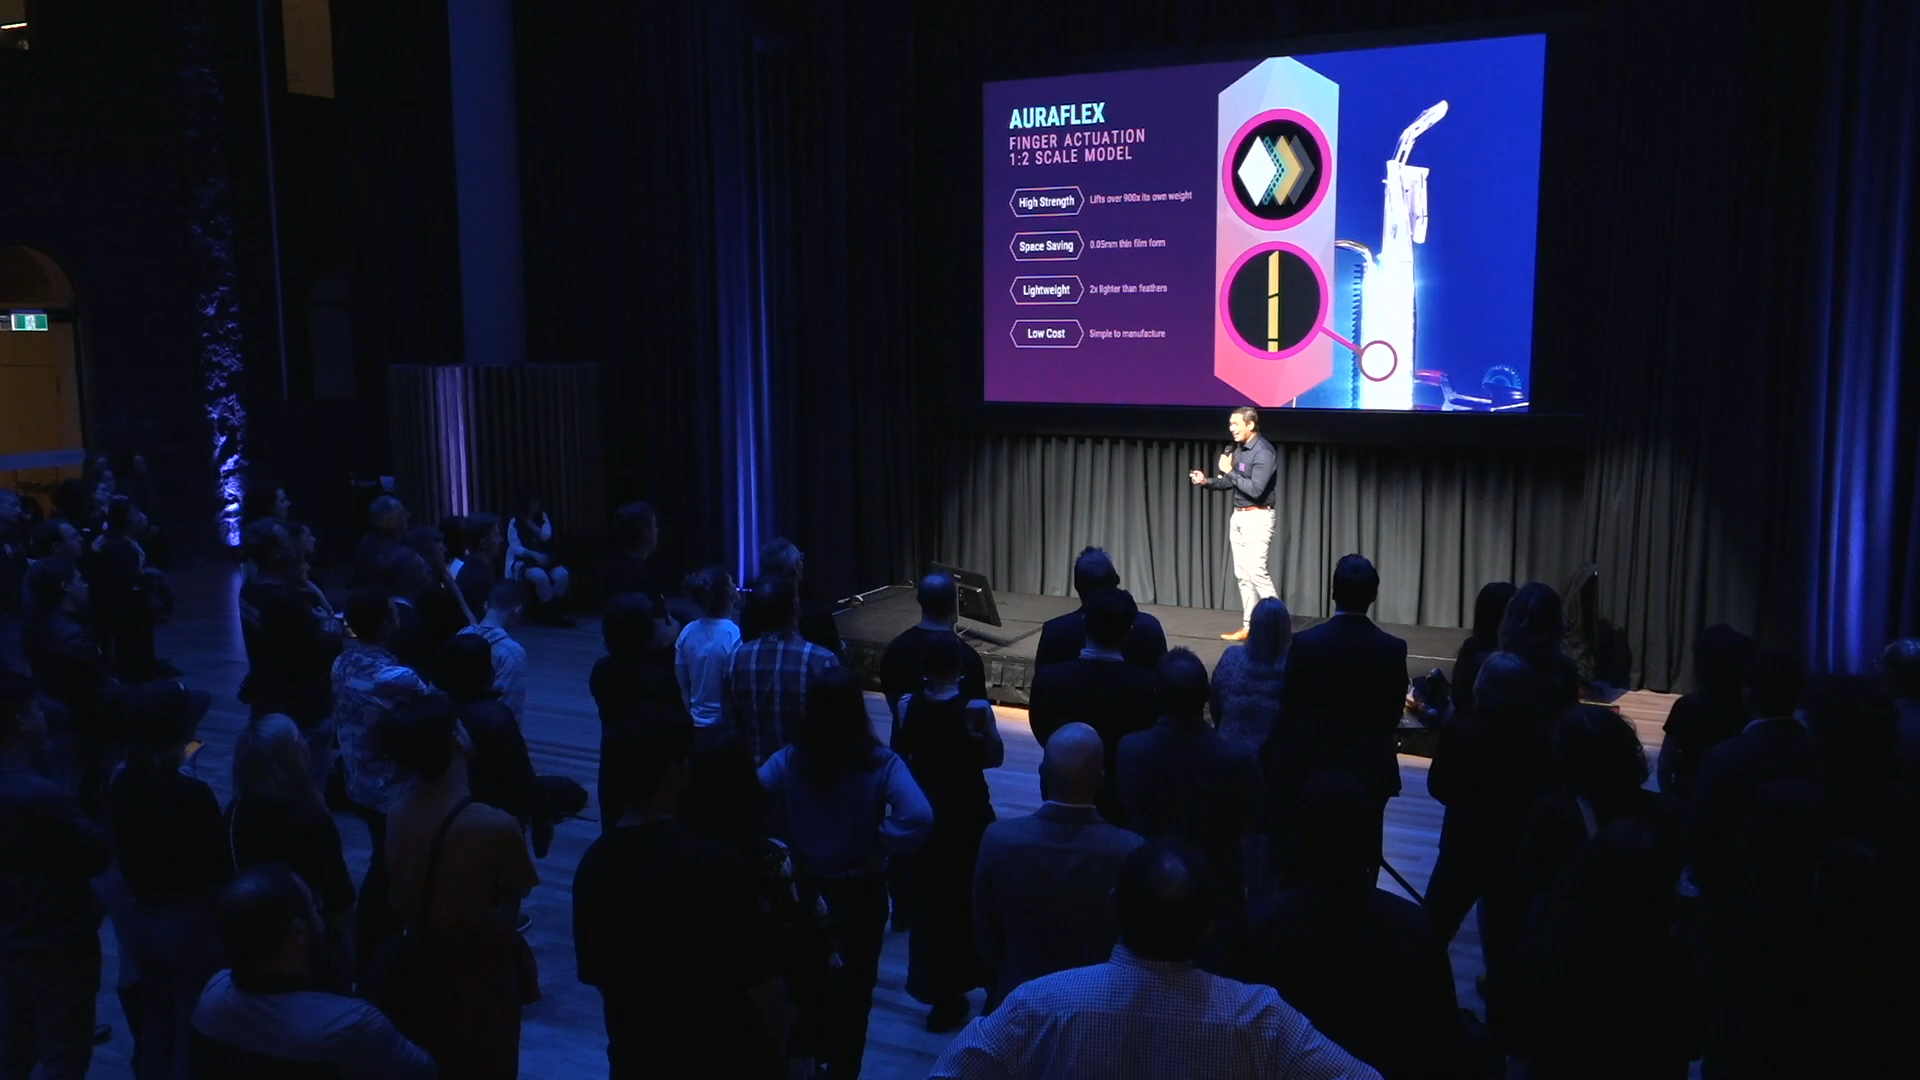 AURAFLEX
FINGER ACTUATION
1:2 SCALE MODEL
High Strength Lifts over 900x its own weight
Space Saving 0.05mm thin film form
Lightweight 2x lighter than feathers
Low Cost Simple to manufacture